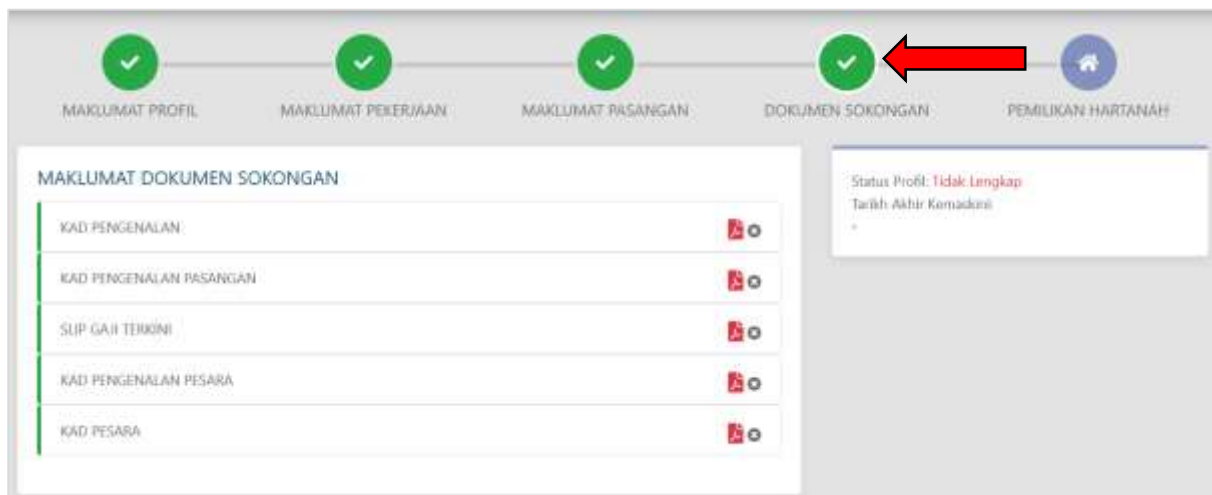 MAKLUMAT PROFIL
MAKLUMAT PEKERJAAN
MAKLUMAT PASANGAN
DOKUMEN SOKONGAN
PEMILIKAN HARTANAH
MAKLUMAT DOKUMEN SOKONGAN
KAD PENGENALAN
KAD PENGENALAN PASANGAN
SLIP GAJI TERKINI
KAD PENGENALAN PESARA
KAD PESARA
Status Profil: Tidak Lengkap
Tarikh Akhir Kemaskini
-